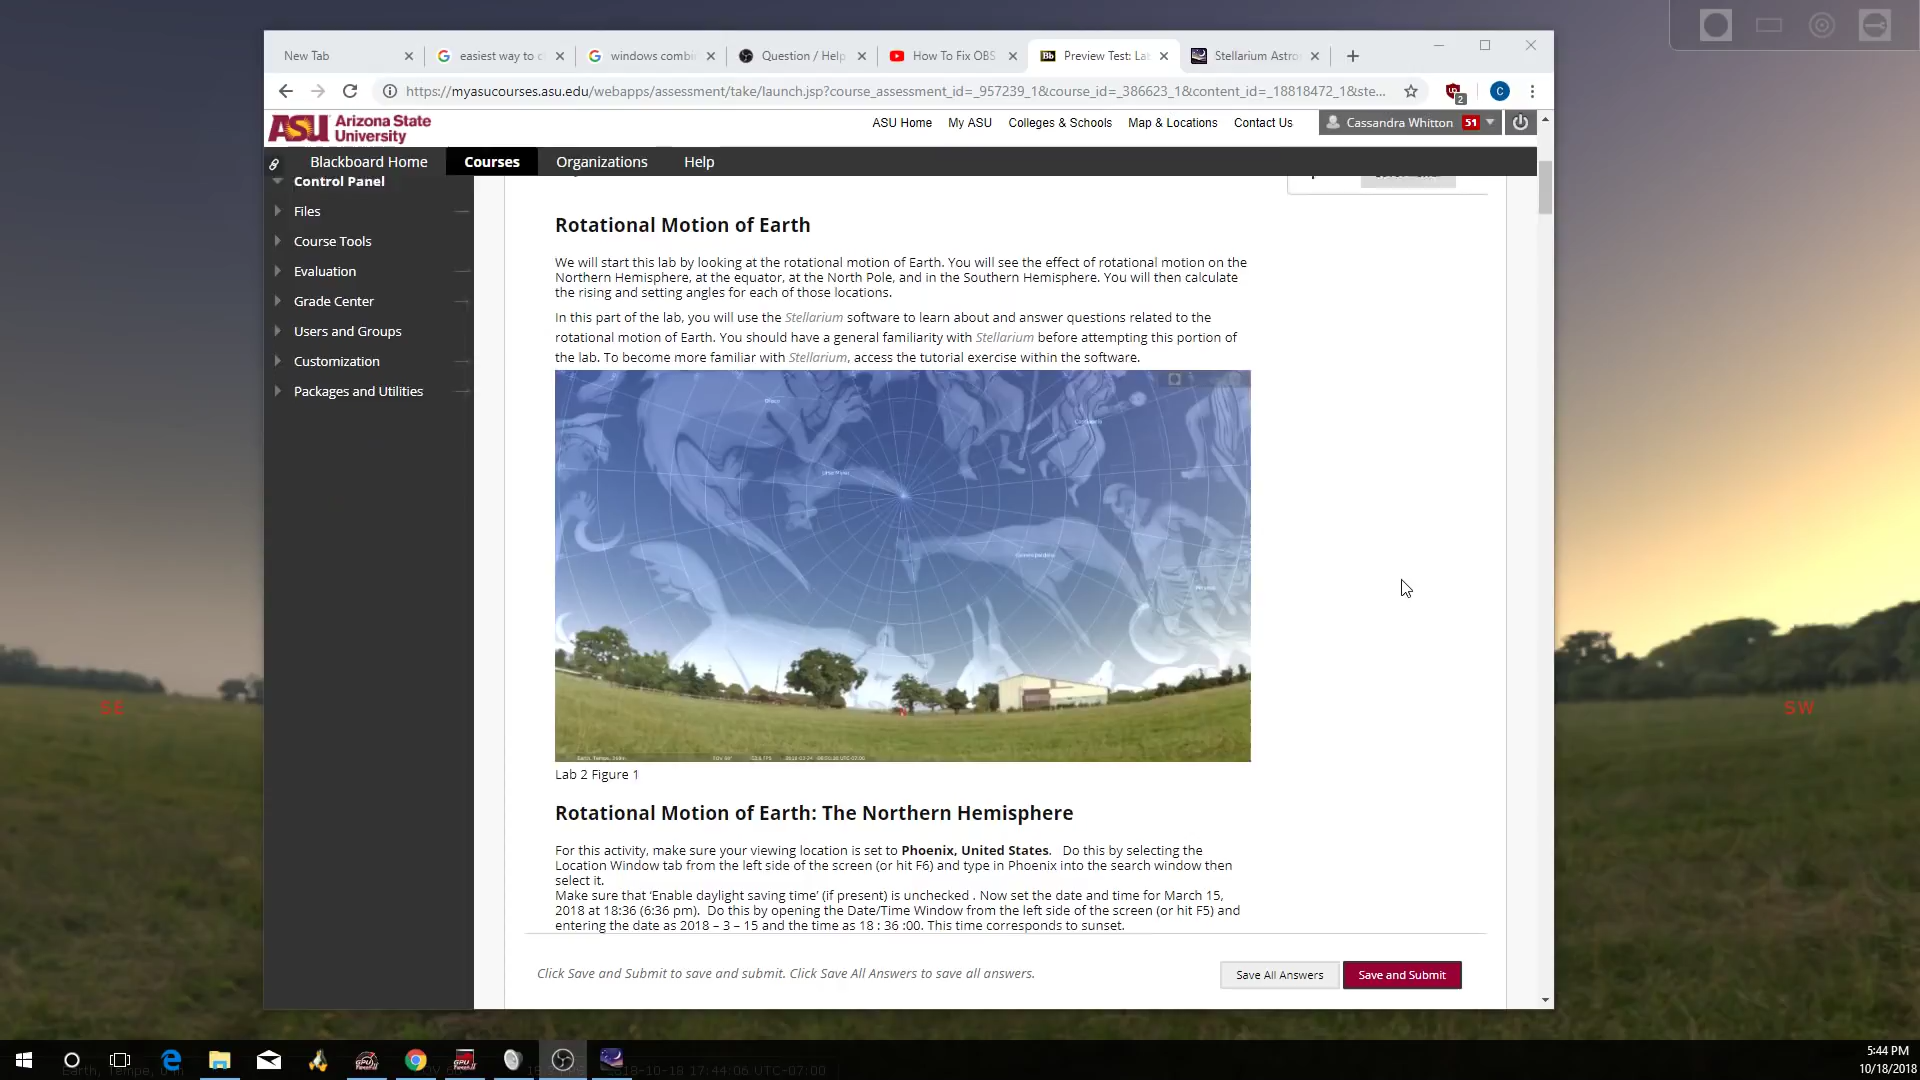 New Tab
easiest way to c
windows combi
Question / Help
How To Fix OBS
Preview Test: La
Stellarium Astro
https://myasucourses.asu.edu/webapps/assessment/take/launch.jsp?course_assessment_id=_957239_1&course_id=_386623_1&content_id=_18818472_1&ste...
2
C
ASU Arizona State University
ASU Home
My ASU
Colleges & Schools
Map & Locations
Contact Us
Cassandra Whitton
51
Blackboard Home
Courses
Organizations
Help
Control Panel
Files
Course Tools
Evaluation
Grade Center
Users and Groups
Customization
Packages and Utilities
Rotational Motion of Earth
We will start this lab by looking at the rotational motion of Earth. You will see the effect of rotational motion on the
Northern Hemisphere, at the equator, at the North Pole, and in the Southern Hemisphere. You will then calculate
the rising and setting angles for each of those locations.
In this part of the lab, you will use the Stellarium software to learn about and answer questions related to the
rotational motion of Earth. You should have a general familiarity with Stellarium before attempting this portion of
the lab. To become more familiar with Stellarium, access the tutorial exercise within the software.
Lab 2 Figure 1
Rotational Motion of Earth: The Northern Hemisphere
For this activity, make sure your viewing location is set to Phoenix, United States. Do this by selecting the
Location Window tab from the left side of the screen (or hit F6) and type in Phoenix into the search window then
select it.
Make sure that ‘Enable daylight saving time’ (if present) is unchecked . Now set the date and time for March 15,
2018 at 18:36 (6:36 pm). Do this by opening the Date/Time Window from the left side of the screen (or hit F5) and
entering the date as 2018 – 3 – 15 and the time as 18 : 36 :00. This time corresponds to sunset.
Click Save and Submit to save and submit. Click Save All Answers to save all answers.
Save All Answers
Save and Submit
SE
SW
Earth, Tempe, 0 m
2018-10-18 17:44:06 UTC-07:00
5:44 PM
10/18/2018